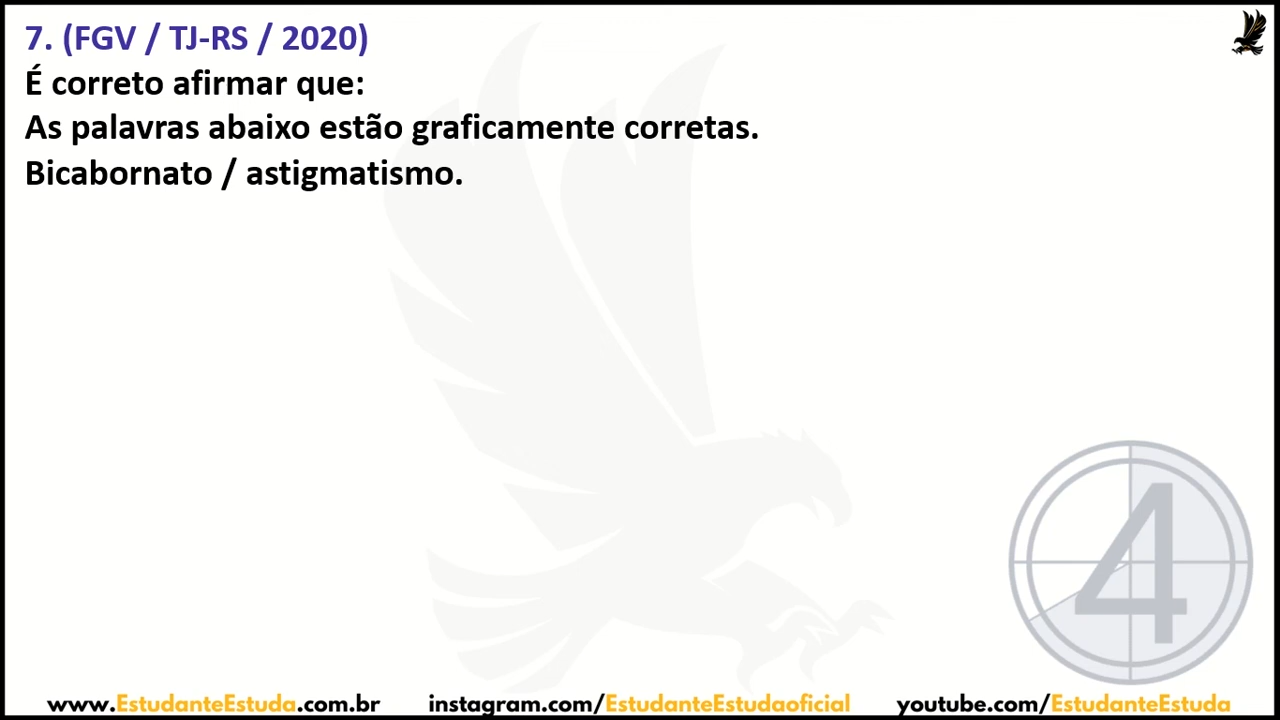 7. (FGV / TJ-RS / 2020)
É correto afirmar que:
As palavras abaixo estão graficamente corretas.
Bicabornato / astigmatismo.
4
www.EstudanteEstuda.com.br instagram.com/EstudanteEstudaoficial youtube.com/EstudanteEstuda